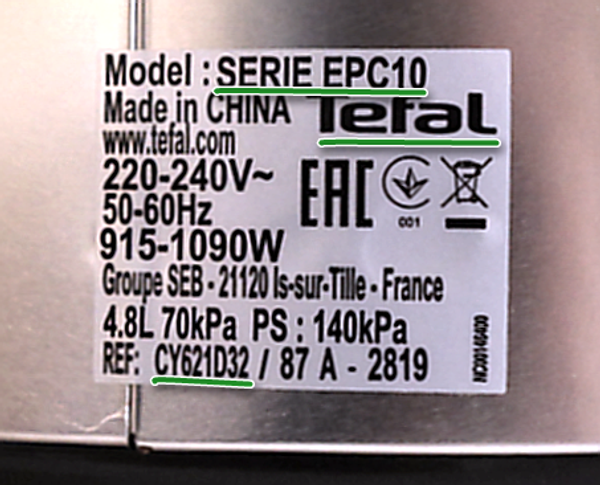 Model : SERIE EPC10
Made in CHINA Tefal
www.tefal.com
220-240V~
50-60Hz
EAC
001
915-1090W
Groupe SEB - 21120 Is-sur-Tille - France
4.8L 70kPa PS : 140kPa
REF: CY621D32 / 87 A - 2819
NC00146400